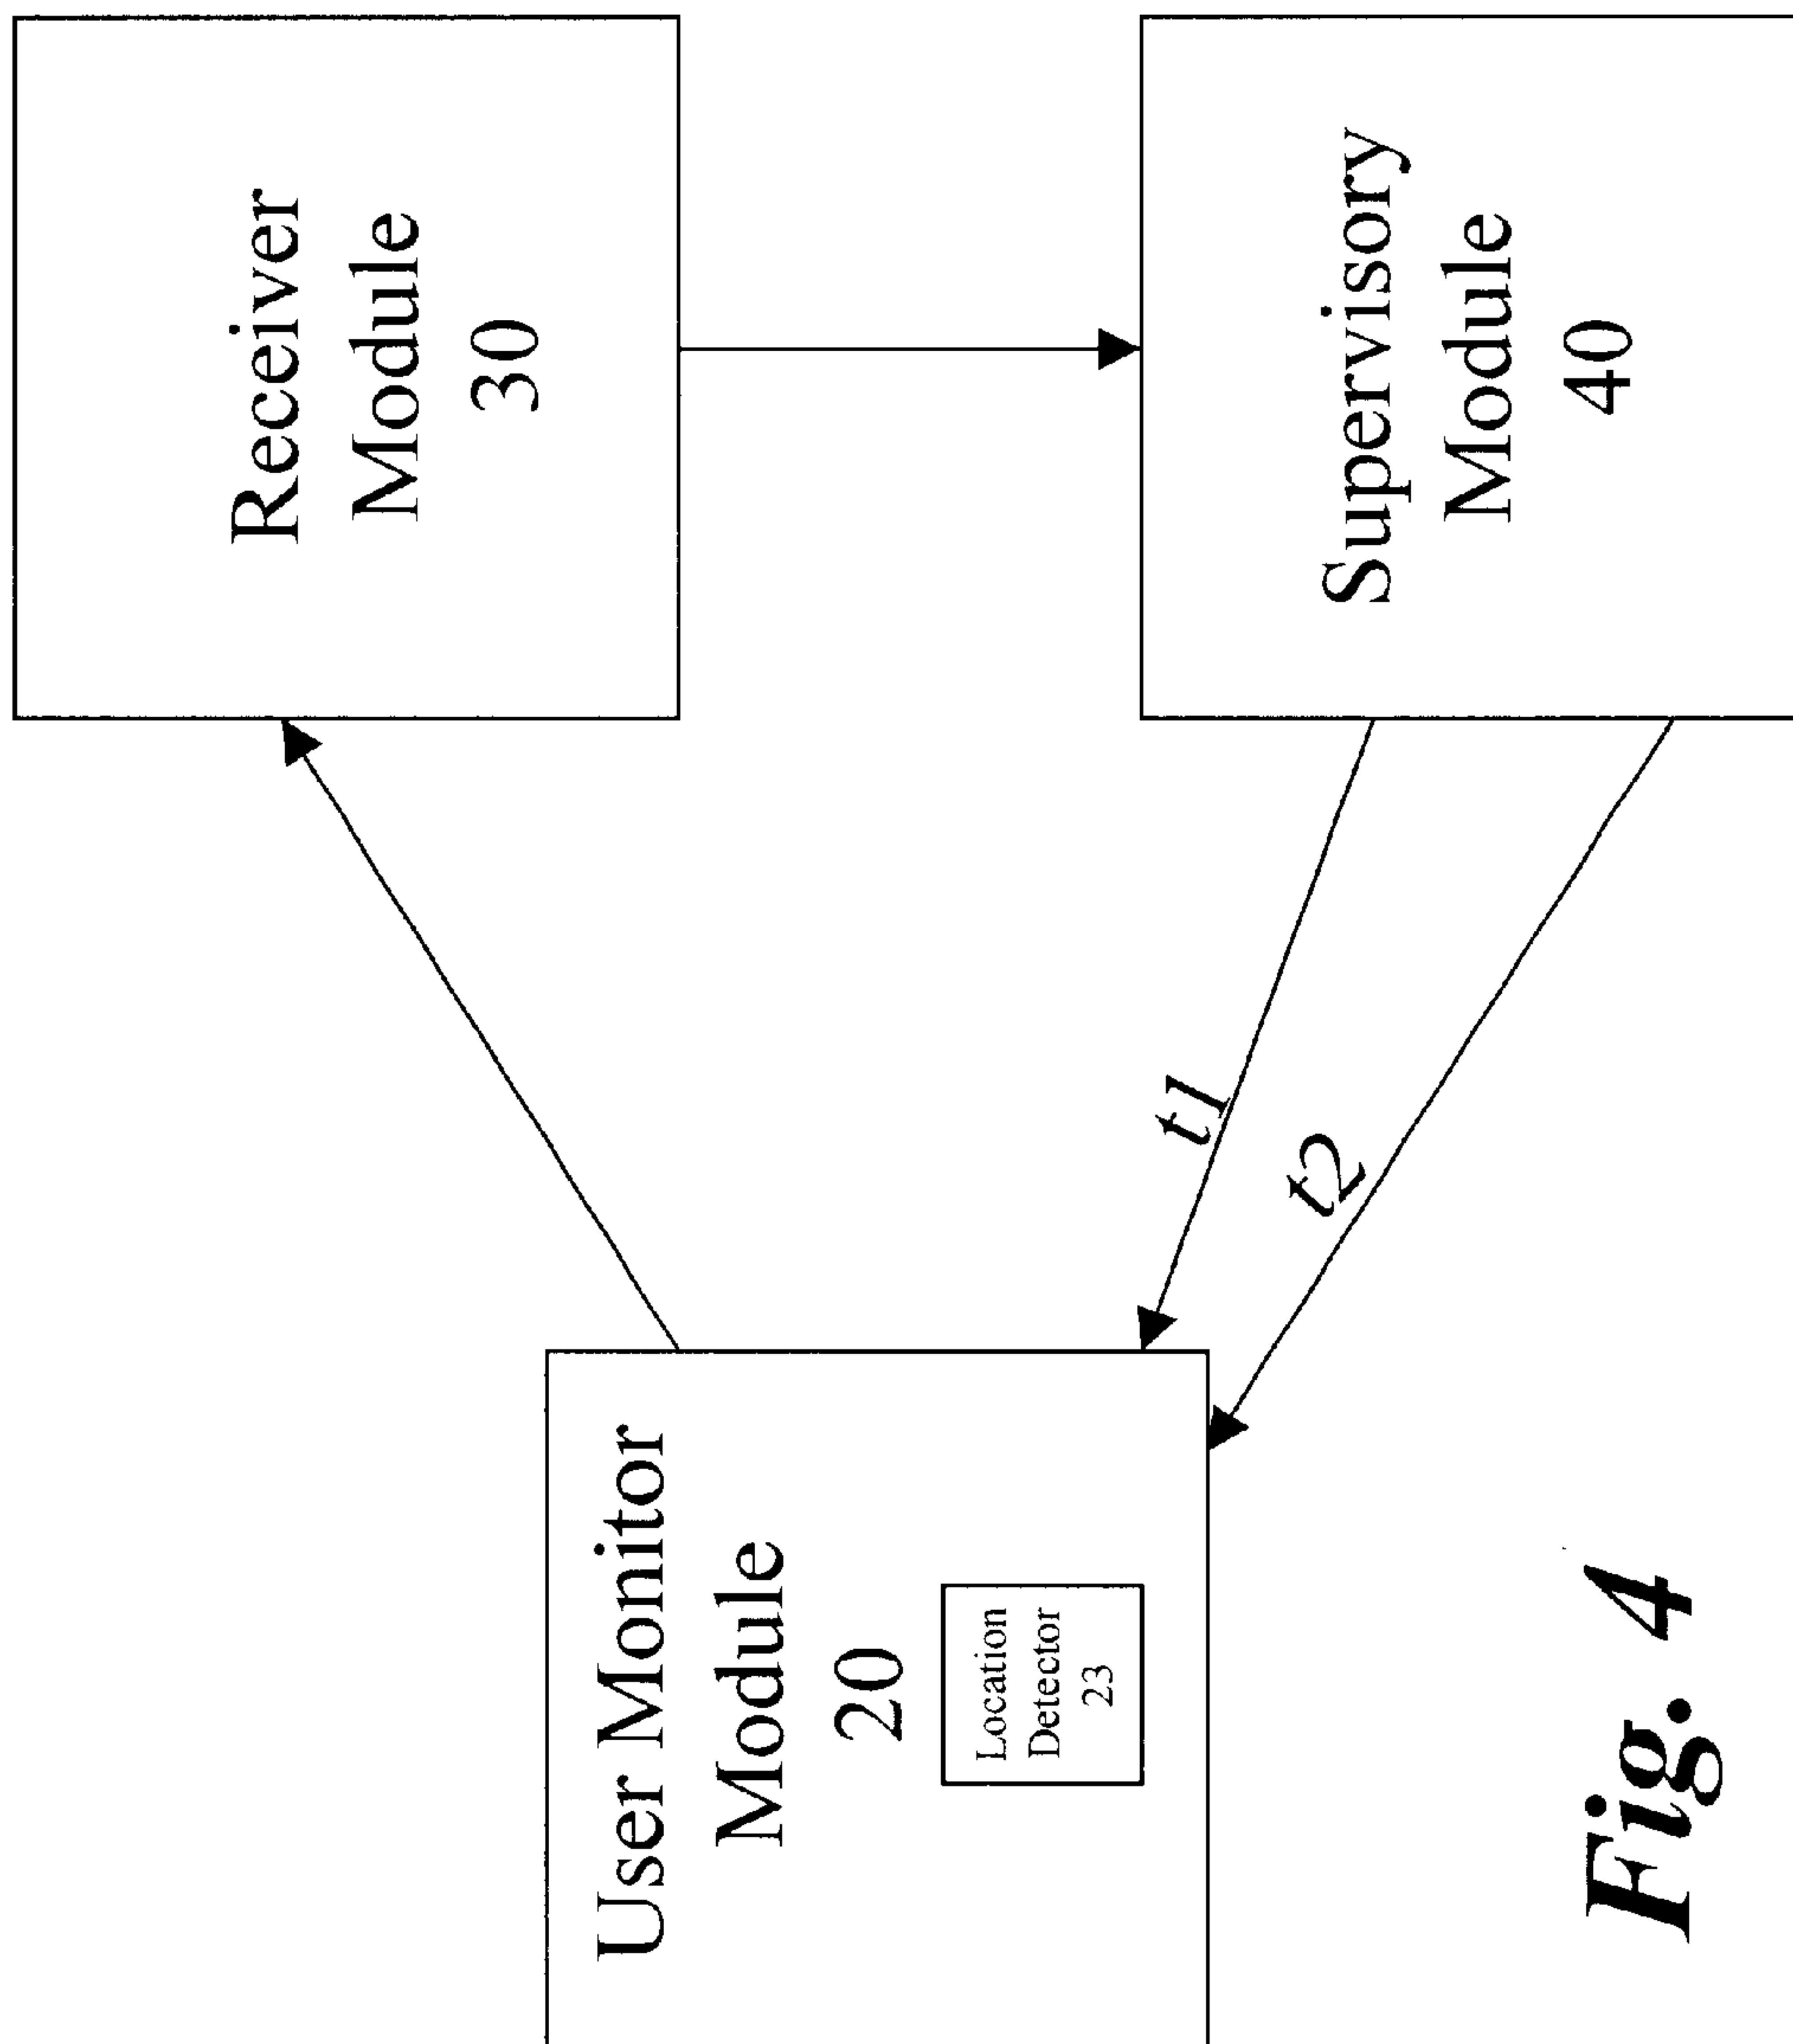 Receiver
Module
30
User Monitor
Module
20
Location
Detector
23
t1
t2
Supervisory
Module
40
Fig. 4